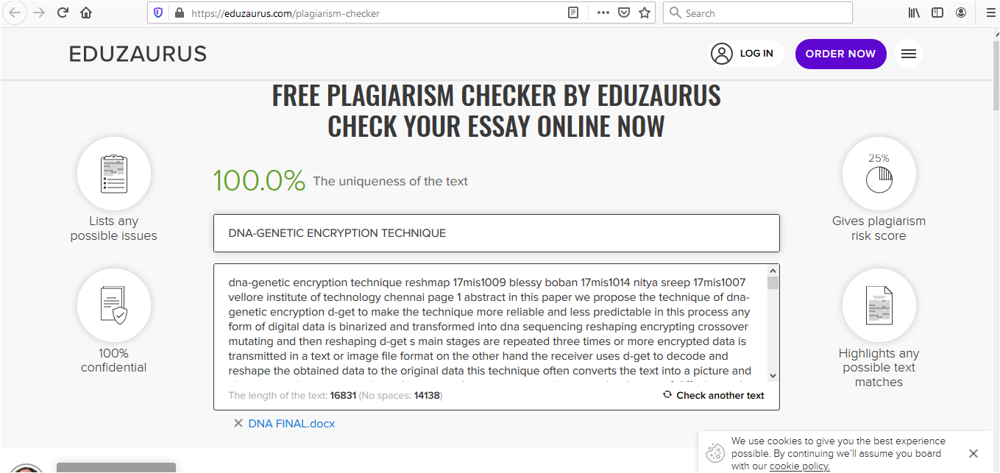 https://eduzaurus.com/plagiarism-checker
Search
EDUZAURUS
LOG IN
ORDER NOW
FREE PLAGIARISM CHECKER BY EDUZAURUS
CHECK YOUR ESSAY ONLINE NOW
Lists any
possible issues
100%
confidential
100.0% The uniqueness of the text
DNA-GENETIC ENCRYPTION TECHNIQUE
dna-genetic encryption technique reshmap 17mis1009 blessy boban 17mis1014 nitya sreep 17mis1007
vellore institute of technology chennai page 1 abstract in this paper we propose the technique of dna-
genetic encryption d-get to make the technique more reliable and less predictable in this process any
form of digital data is binarized and transformed into dna sequencing reshaping encrypting crossover
mutating and then reshaping d-get s main stages are repeated three times or more encrypted data is
transmitted in a text or image file format on the other hand the receiver uses d-get to decode and
reshape the obtained data to the original data this technique often converts the text into a picture and
The length of the text: 16831 (No spaces: 14138)
Check another text
DNA FINAL.docx
25%
Gives plagiarism
risk score
Highlights any
possible text
matches
We use cookies to give you the best experience
possible. By continuing we'll assume you board
with our cookie policy.